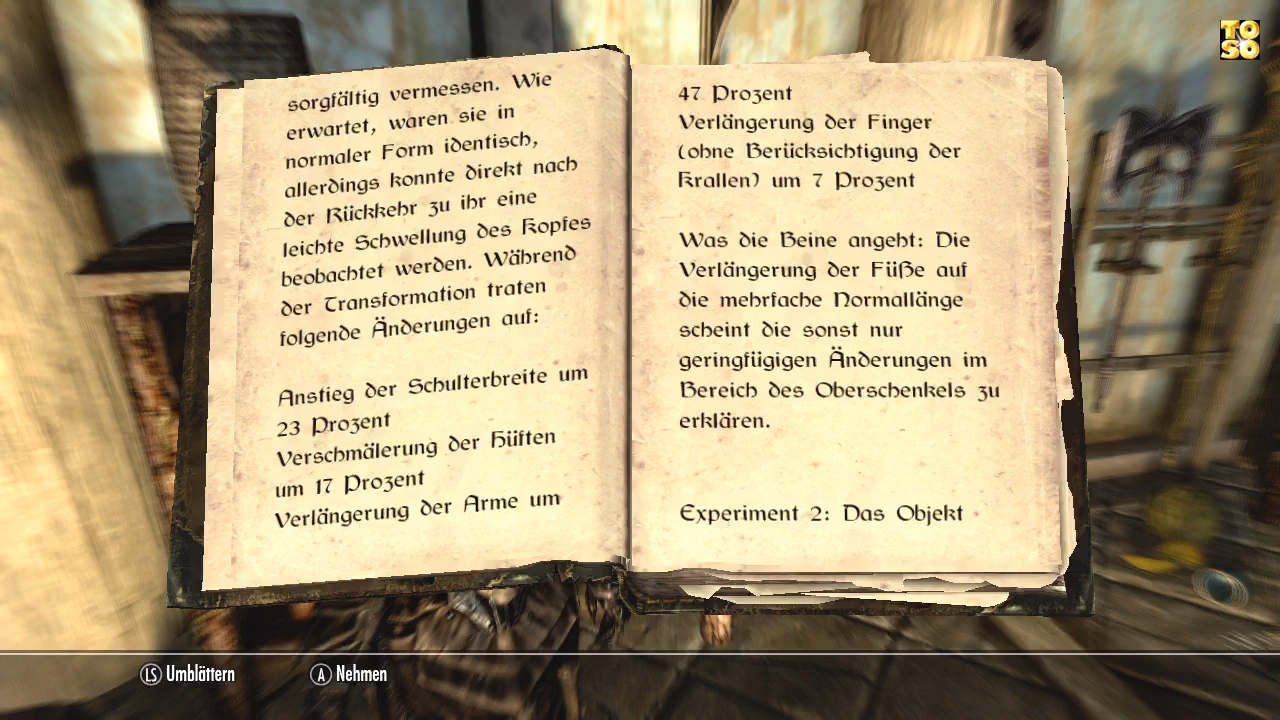 sorgfältig vermessen. Wie
erwartet, waren sie in
normaler Form identisch,
allerdings konnte direkt nach
der Rückkehr zu ihr eine
leichte Schwellung des Kopfes
beobachtet werden. Während
der Transformation traten
folgende Änderungen auf:
Anstieg der Schulterbreite um
23 Prozent
Verschmälerung der Hüften
um 17 Prozent
Verlängerung der Arme um
47 Prozent
Verlängerung der Finger
(ohne Berücksichtigung der
Krallen) um 7 Prozent
Was die Beine angeht: Die
Verlängerung der Füße auf
die mehrfache Normallänge
scheint die sonst nur
geringfügigen Änderungen im
Bereich des Oberschenkels zu
erklären.
Experiment 2: Das Objekt
TO
SO
LS Umblättern
A Nehmen